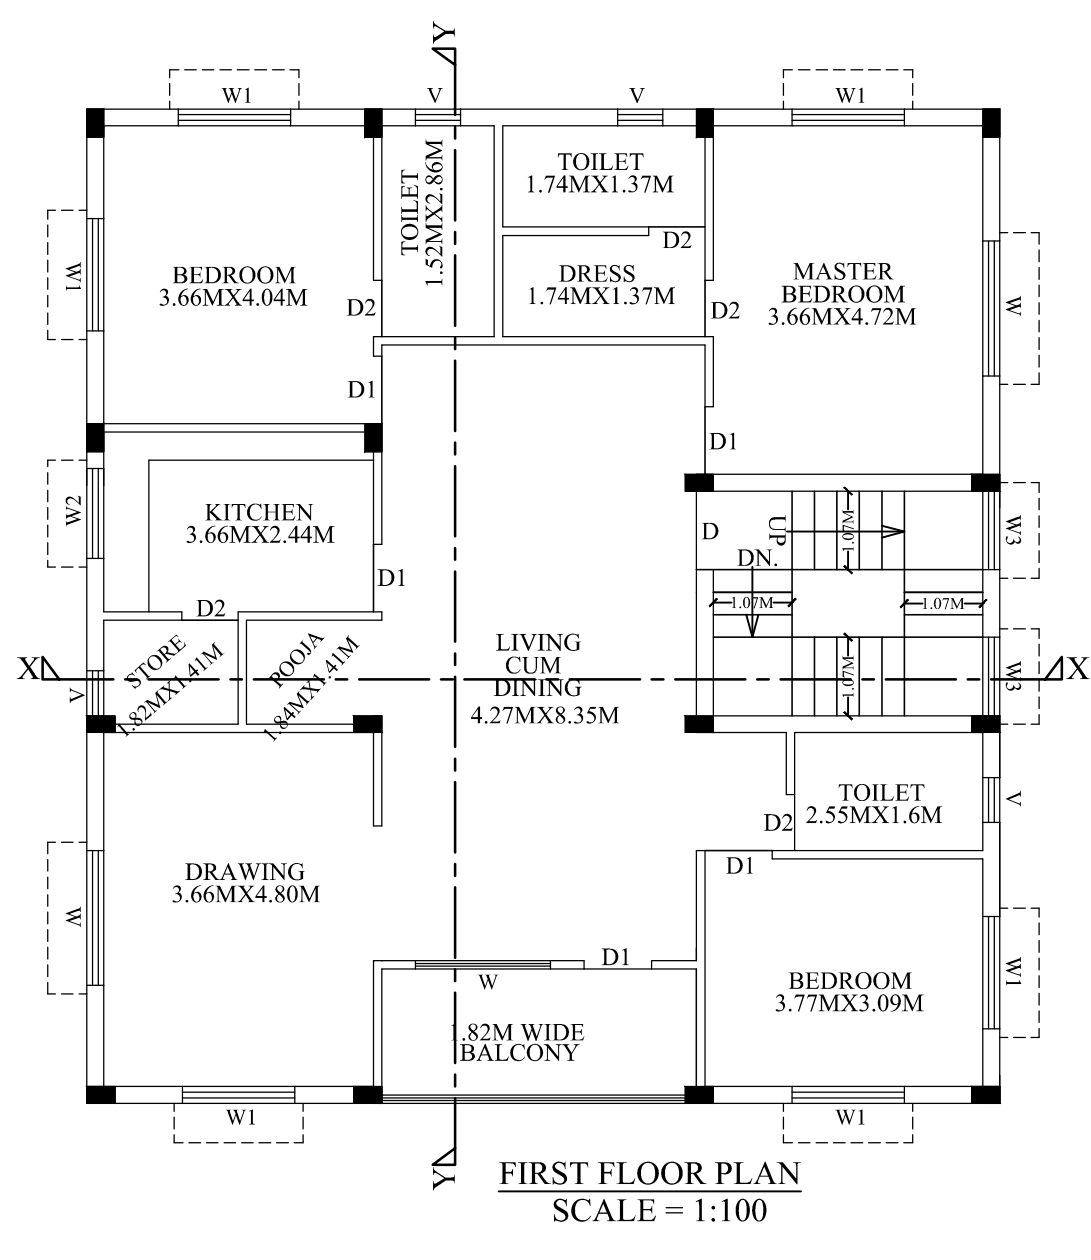 Y
W1
V
V
W1
TOILET
1.52MX2.86M
TOILET
1.74MX1.37M
D2
DRESS
1.74MX1.37M
W1
BEDROOM
3.66MX4.04M
D2
D1
MASTER
BEDROOM
3.66MX4.72M
D2
D1
W
W2
KITCHEN
3.66MX2.44M
D1
D2
D
UP
1.07M
W3
DN.
1.07M
1.07M
STORE
1.82MX1.41M
POOJA
1.84MX1.41M
LIVING
CUM
DINING
4.27MX8.35M
1.07M
W3
X
X
V
TOILET
2.55MX1.6M
V
D2
D1
DRAWING
3.66MX4.80M
W
D1
W
BEDROOM
3.77MX3.09M
W1
1.82M WIDE
BALCONY
W1
W1
Y
FIRST FLOOR PLAN
SCALE = 1:100